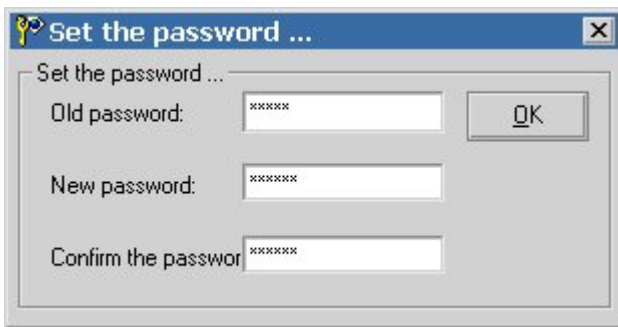 Set the password ...
Set the password ...
Old password: *****
OK
New password: ******
Confirm the passwor ******